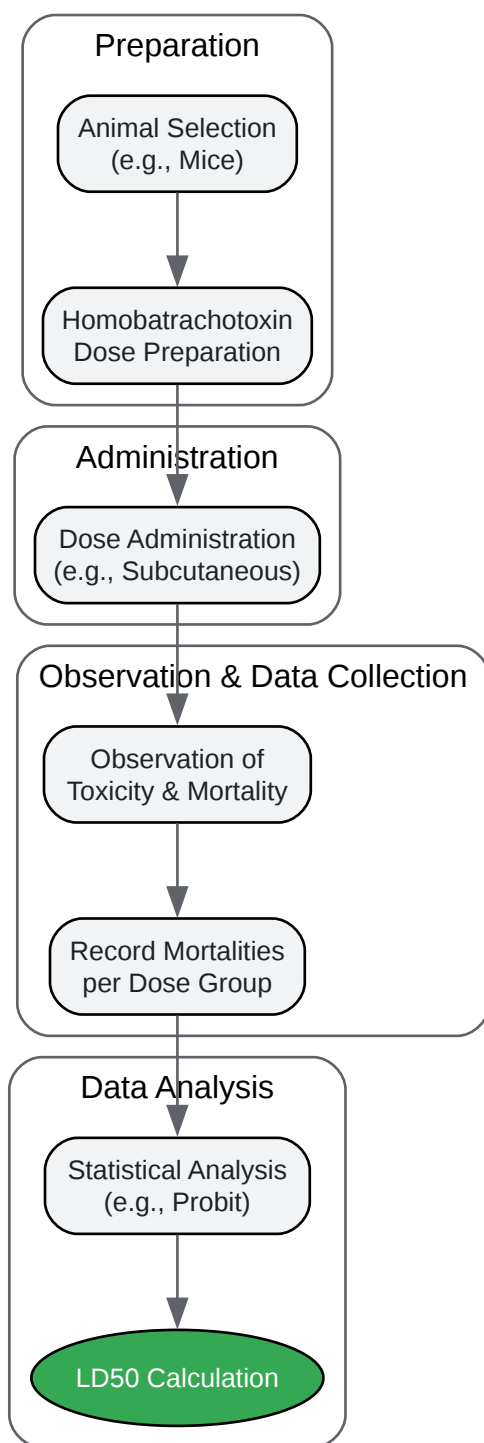 Preparation
Animal Selection
(e.g., Mice)
Homobatrachotoxin
Dose Preparation
Administration
Dose Administration
(e.g., Subcutaneous)
Observation & Data Collection
Observation of
Toxicity & Mortality
Record Mortalities
per Dose Group
Data Analysis
Statistical Analysis
(e.g., Probit)
LD50 Calculation